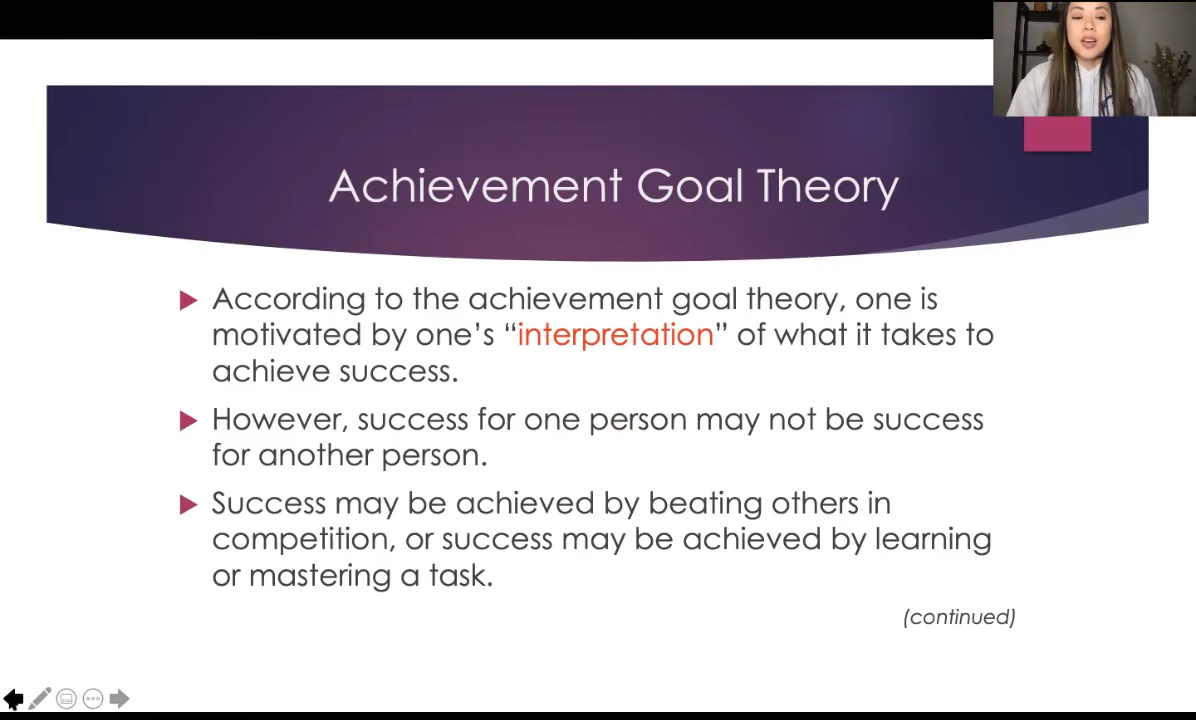 Achievement Goal Theory
According to the achievement goal theory, one is
motivated by one’s “interpretation” of what it takes to
achieve success.
However, success for one person may not be success
for another person.
Success may be achieved by beating others in
competition, or success may be achieved by learning
or mastering a task.
(continued)